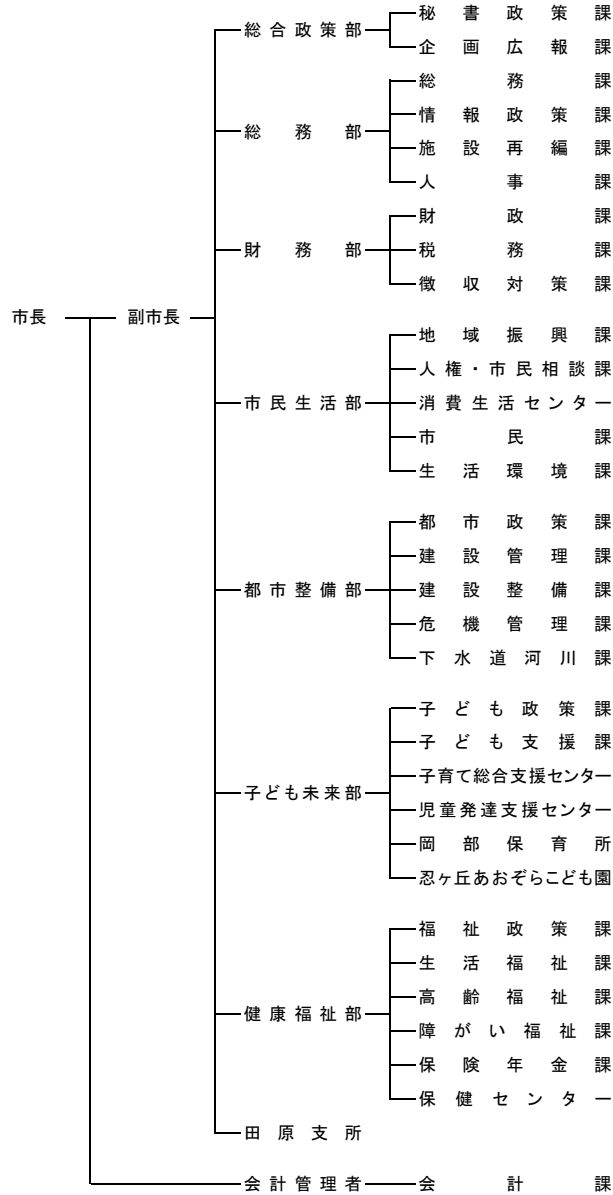 秘書政策課
総合政策部
企画広報課
総務課
情報政策課
総務部
施設再編課
人事課
財政課
財務部
税務課
徴収対策課
市長
副市長
地域振興課
人権・市民相談課
市民生活部
消費生活センター
市民課
生活環境課
都市政策課
建設管理課
都市整備部
建設整備課
危機管理課
下水道河川課
子ども政策課
子ども支援課
子育て総合支援センター
子ども未来部
児童発達支援センター
岡部保育所
忍ヶ丘あおぞらこども園
福祉政策課
生活福祉課
高齢福祉課
健康福祉部
障がい福祉課
保険年金課
保健センター
田原支所
会計管理者
会計課